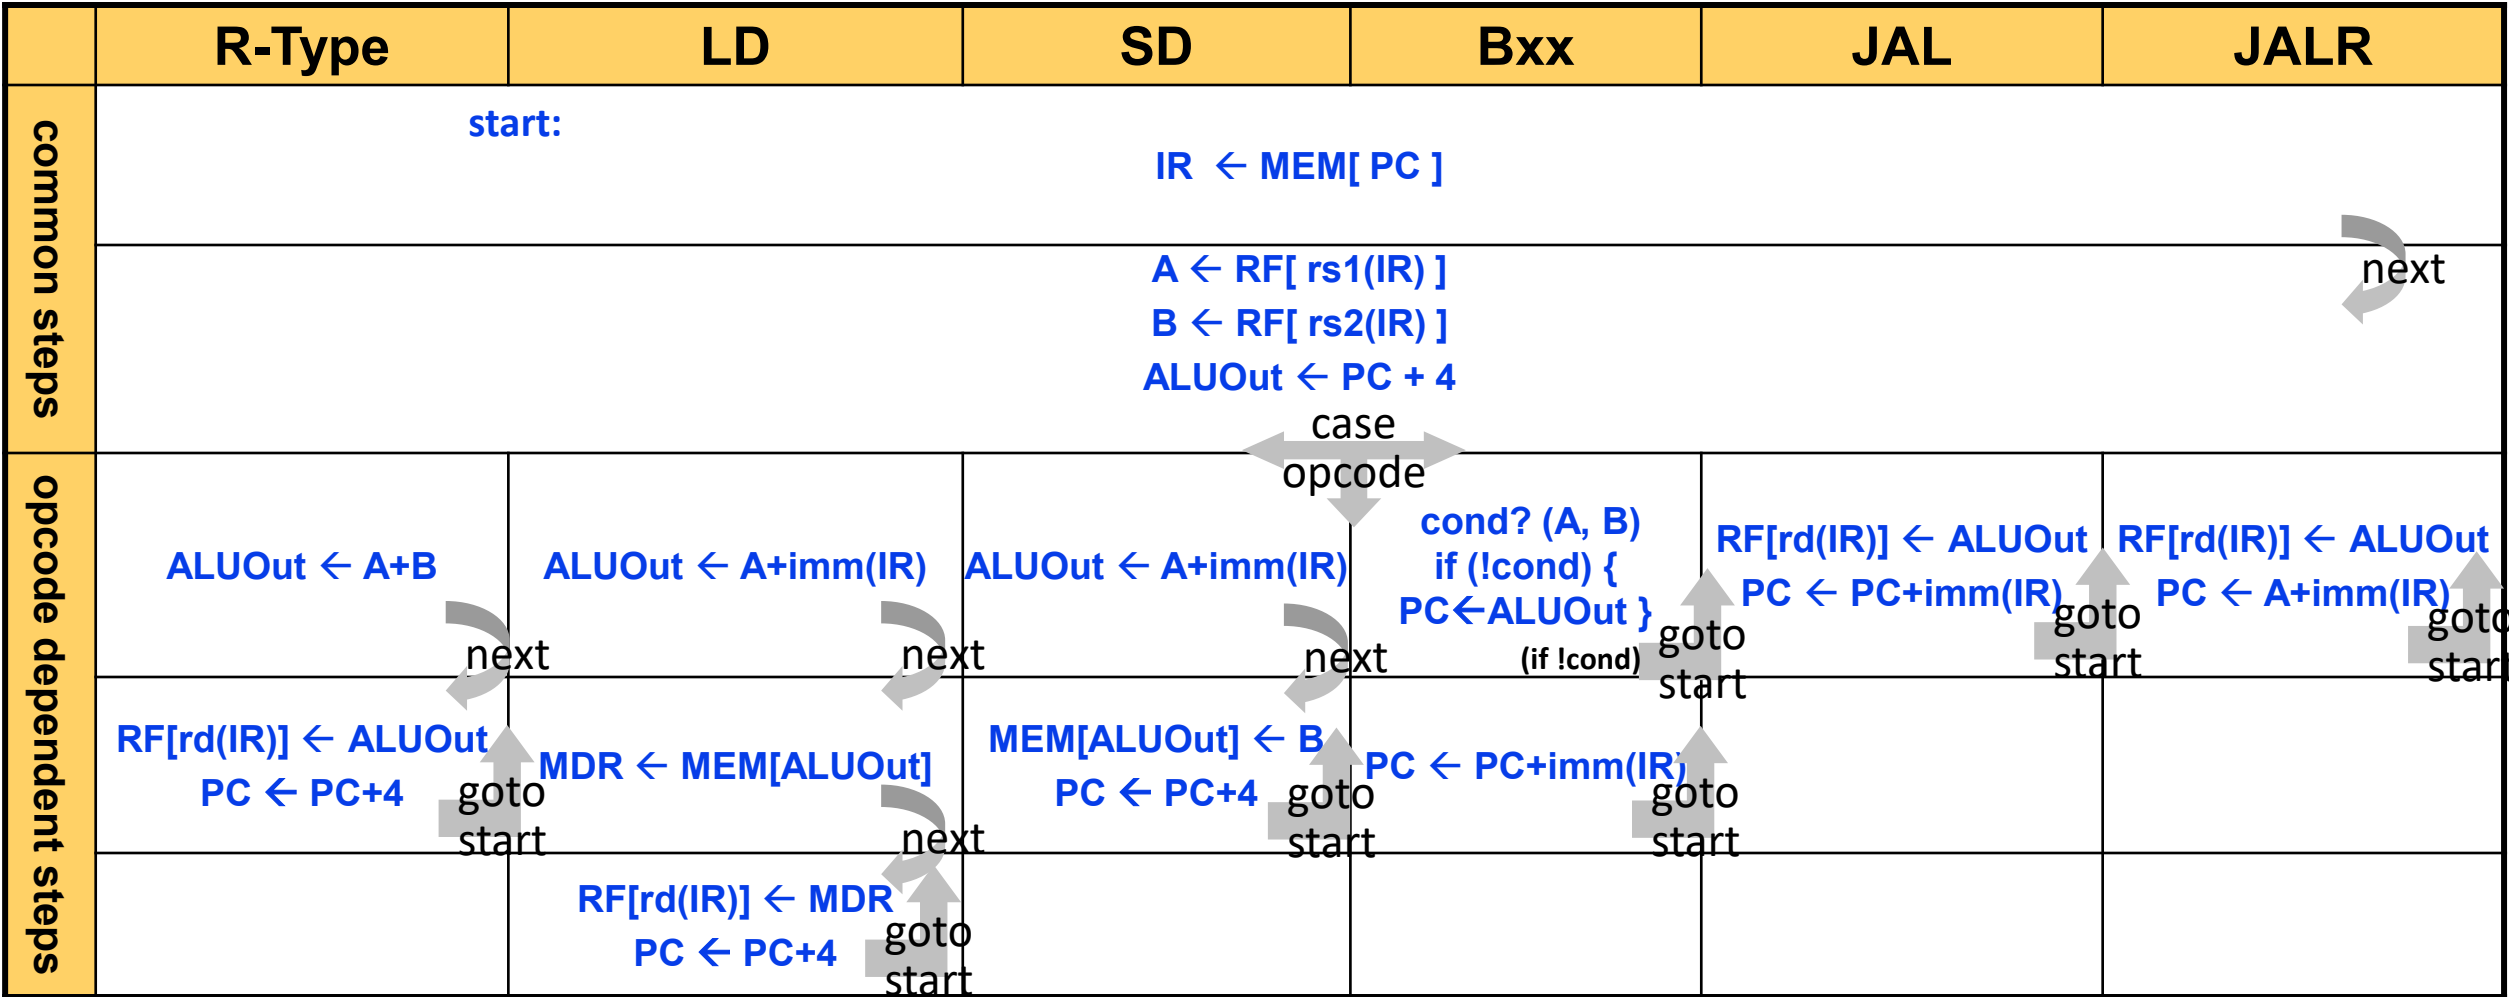 R-Type LD SD Bxx JAL JALR
common steps
start:
IR ← MEM[ PC ]
next
A ← RF[ rs1(IR) ]
B ← RF[ rs2(IR) ]
ALUOut ← PC + 4
case
opcode
opcode dependent steps
ALUOut ← A+B
next
ALUOut ← A+imm(IR)
next
ALUOut ← A+imm(IR)
next
cond? (A, B)
if (!cond) {
PC←ALUOut }
(if !cond)
goto
start
RF[rd(IR)] ← ALUOut
PC ← PC+imm(IR)
goto
start
RF[rd(IR)] ← ALUOut
PC ← A+imm(IR)
goto
start
RF[rd(IR)] ← ALUOut
PC ← PC+4
goto
start
MDR ← MEM[ALUOut]
next
MEM[ALUOut] ← B
PC ← PC+4
goto
start
PC ← PC+imm(IR)
goto
start
RF[rd(IR)] ← MDR
PC ← PC+4
goto
start